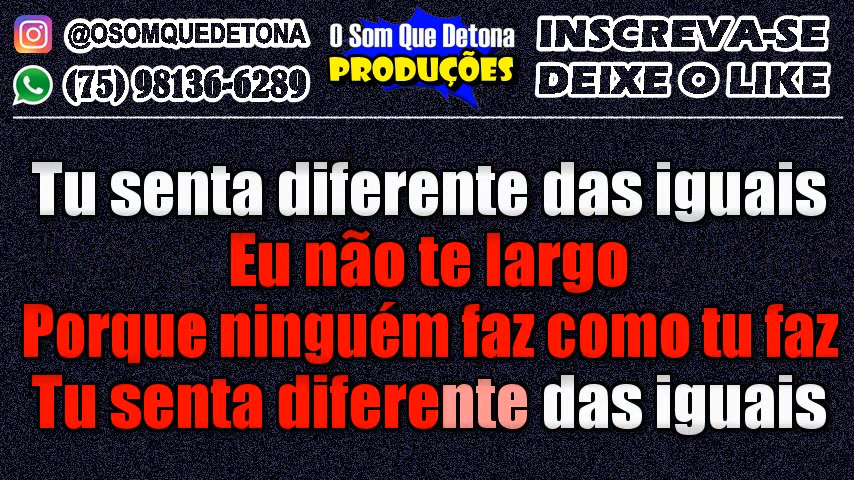 @OSOMQUEDETONA
(75) 98136-6289
O Som Que Detona
PRODUÇÕES
INSCREVA-SE
DEIXE O LIKE
Tu senta diferente das iguais
Eu não te largo
Porque ninguém faz como tu faz
Tu senta diferente das iguais